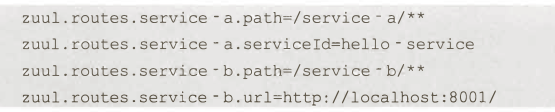 zuul.routes.service-a.path=/service-a/**
zuul.routes.service-a.serviceId=hello-service
zuul.routes.service-b.path=/service-b/**
zuul.routes.service-b.url=http://localhost:8001/